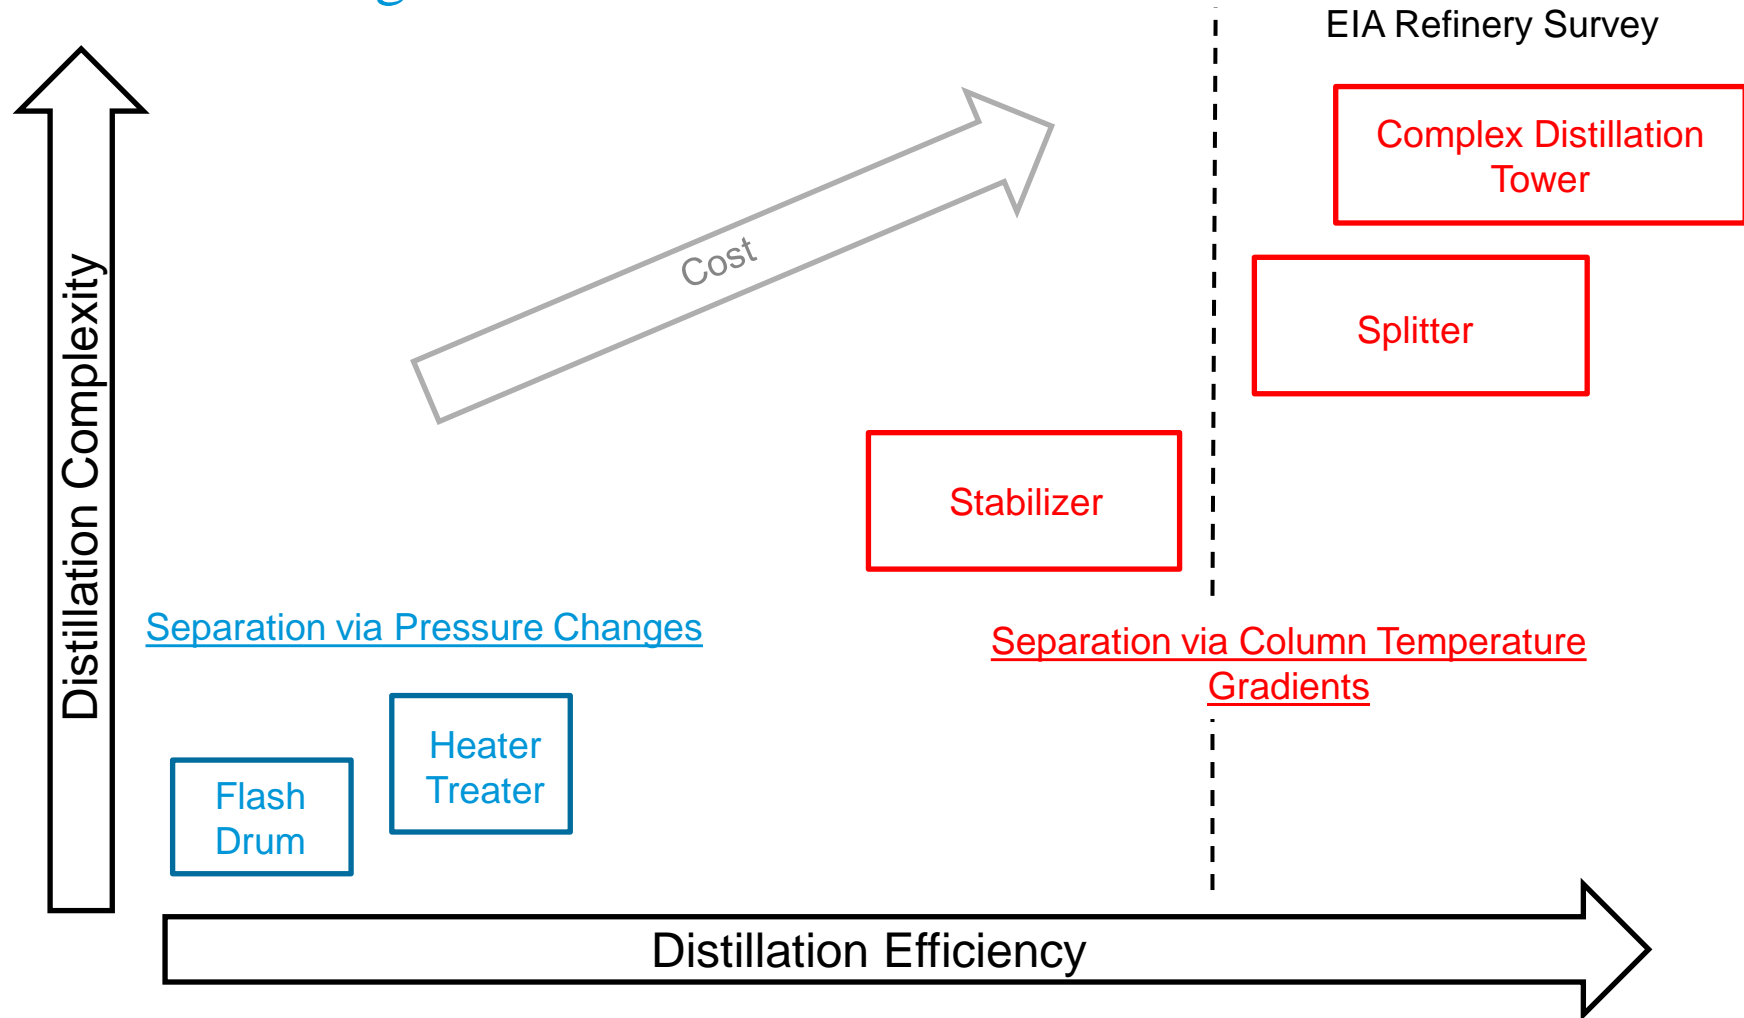 EIA Refinery Survey
Complex Distillation
Tower
Cost
Splitter
Distillation Complexity
Stabilizer
Separation via Pressure Changes
Separation via Column Temperature
Gradients
Heater
Treater
Flash
Drum
Distillation Efficiency